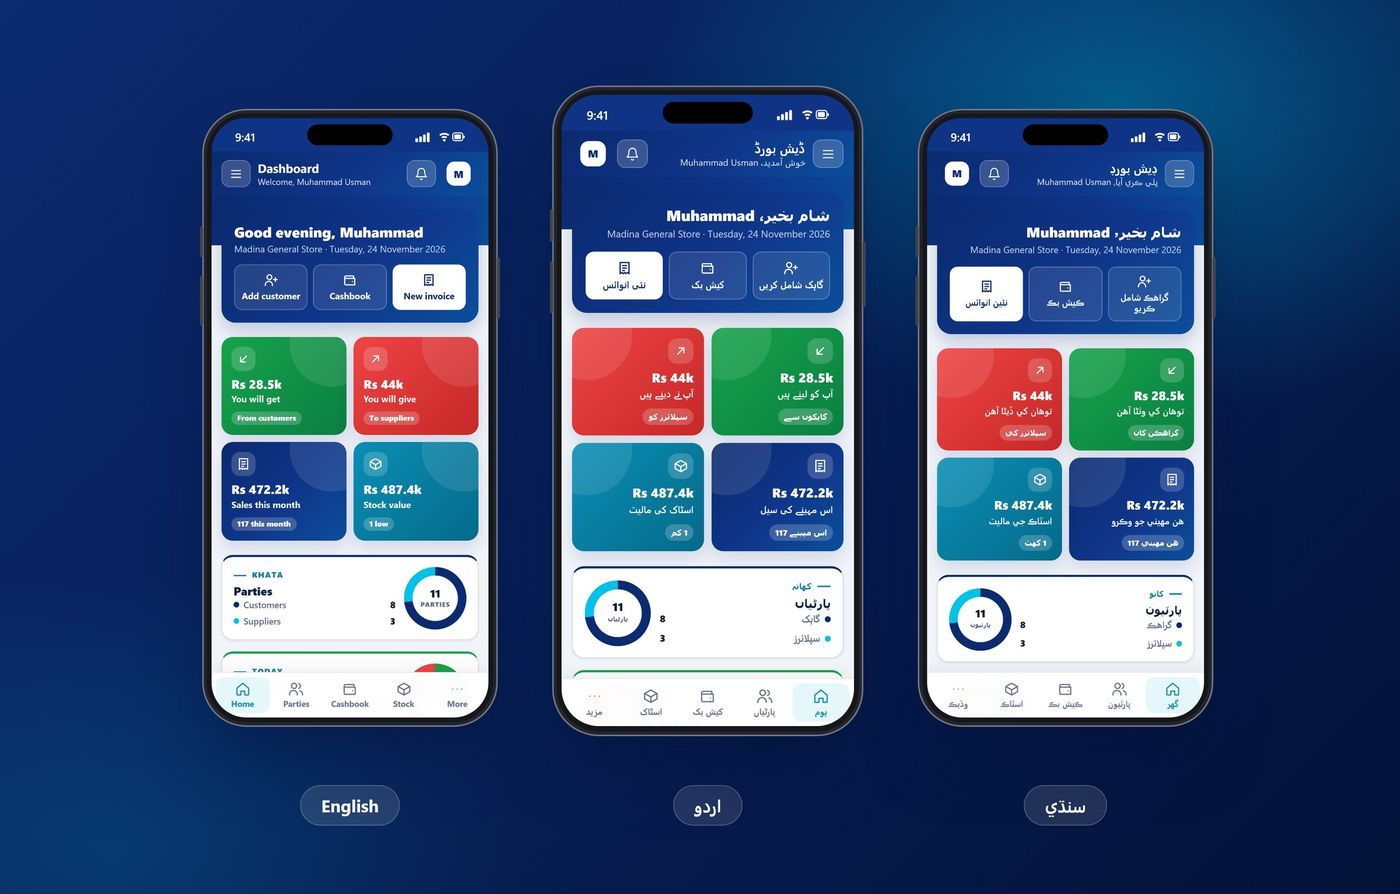 9:41
Dashboard
Welcome, Muhammad Usman
M
Good evening, Muhammad
Madina General Store · Tuesday, 24 November 2026
Add customer
Cashbook
New invoice
Rs 28.5k
You will get
From customers
Rs 44k
You will give
To suppliers
Rs 472.2k
Sales this month
117 this month
Rs 487.4k
Stock value
1 low
KHATA
Parties
Customers 8
Suppliers 3
11
PARTIES
TODAY
Home
Parties
Cashbook
Stock
More
English
9:41
ڈیش بورڈ
خوش آمدید، Muhammad Usman
M
شام بخیر، Muhammad
Madina General Store · Tuesday, 24 November 2026
گاہک شامل کریں
کیش بک
نئی انوائس
Rs 28.5k
آپ کو لینے ہیں
گاہکوں سے
Rs 44k
آپ نے دینے ہیں
سپلائرز کو
Rs 472.2k
اس مہینے کی سیل
اس مہینے 117
Rs 487.4k
اسٹاک کی مالیت
1 کم
کھاتہ
پارٹیاں
گاہک 8
سپلائرز 3
11
پارٹیاں
ہوم
پارٹیاں
کیش بک
اسٹاک
مزید
اردو
9:41
ڊيش بورڊ
ڀلي ڪري آيا، Muhammad Usman
M
شام بخير، Muhammad
Madina General Store · Tuesday, 24 November 2026
گراهڪ شامل
ڪريو
ڪيش بڪ
نئين انوائس
Rs 28.5k
توهان کي وٺڻا آهن
گراهڪن کان
Rs 44k
توهان کي ڏيڻا آهن
سپلائرز کي
Rs 472.2k
هن مهيني جو وڪرو
هن مهيني 117
Rs 487.4k
اسٽاڪ جي ماليت
1 گهٽ
کاتو
پارٽيون
گراهڪ 8
سپلائرز 3
11
پارٽيون
گهر
پارٽيون
ڪيش بڪ
اسٽاڪ
وڌيڪ
سنڌي